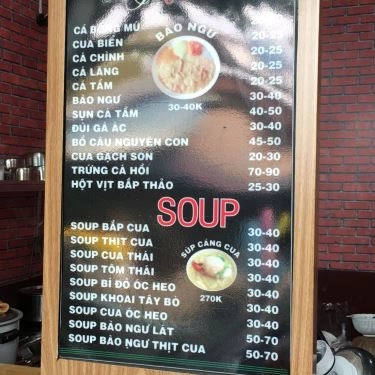 CÁ BÓNG MÚ 20-25
CUA BIỂN 20-25
CÁ CHÌNH 20-25
CÁ LĂNG 20-25
CÁ TẦM 20-25
BÀO NGƯ 30-40
SỤN CÁ TẦM 40-50
ĐÙI GÀ ÁC 30-40
BỒ CÂU NGUYÊN CON 45-50
CUA GẠCH SON 20-30
TRỨNG CÁ HỒI 70-90
HỘT VỊT BẮP THẢO 25-30
BÀO NGƯ
30-40K
SOUP
SOUP BẮP CUA 30-40
SOUP THỊT CUA 30-40
SOUP CUA THÁI 30-40
SOUP TÔM THÁI 30-40
SOUP BÍ ĐỎ ÓC HEO 30-40
SOUP KHOAI TÂY BÒ 30-40
SOUP CUA ÓC HEO 30-40
SOUP BÀO NGƯ LÁT 50-70
SOUP BÀO NGƯ THỊT CUA 50-70
SÚP CÀNG CUA
270K